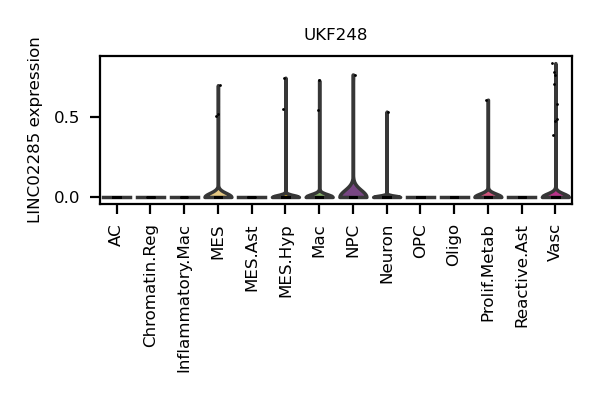 UKF248
LINC02285 expression
0.5
0.0
AC
Chromatin.Reg
Inflammatory.Mac
MES
MES.Ast
MES.Hyp
Mac
NPC
Neuron
OPC
Oligo
Prolif.Metab
Reactive.Ast
Vasc